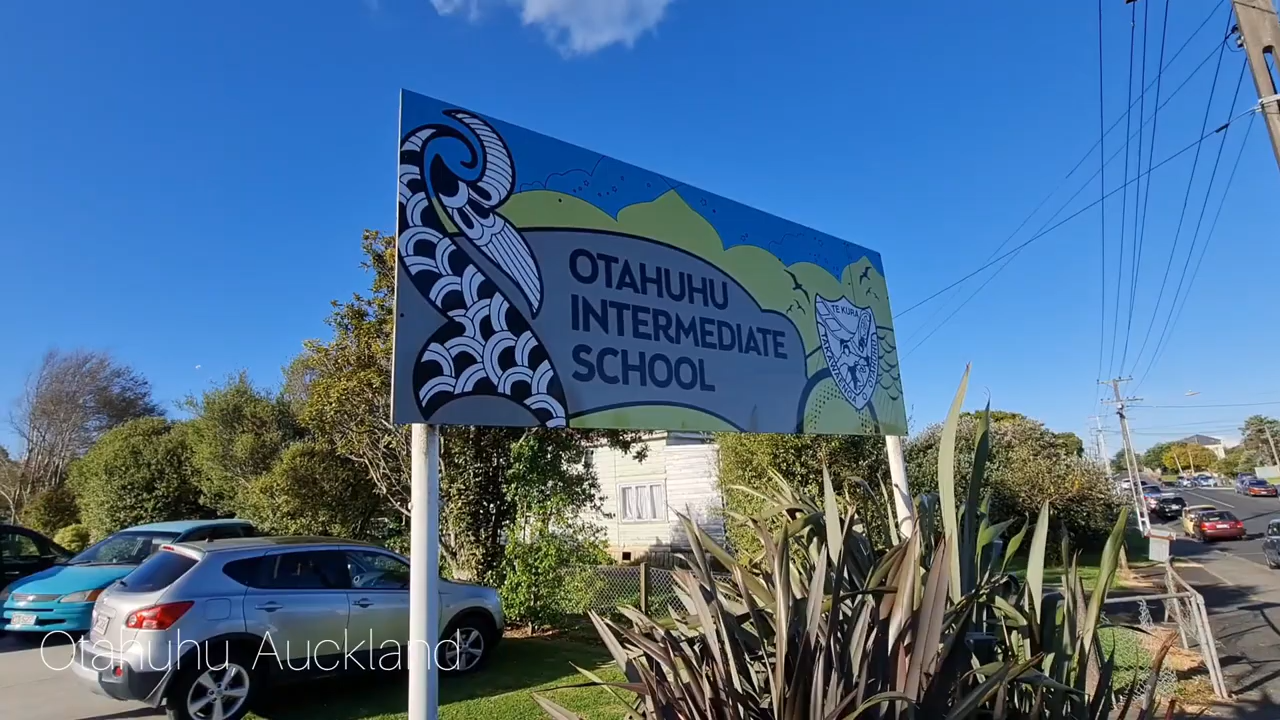 OTAHUHU
INTERMEDIATE
SCHOOL
TE KURA
Otahuhu Auckland